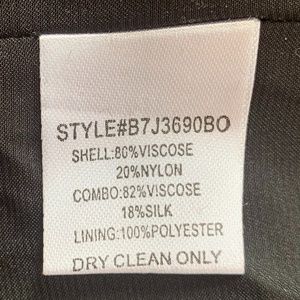 STYLE#B7J3690BO
SHELL:80%VISCOSE
20%NYLON
COMBO:82%VISCOSE
18%SILK
LINING:100%POLYESTER
DRY CLEAN ONLY